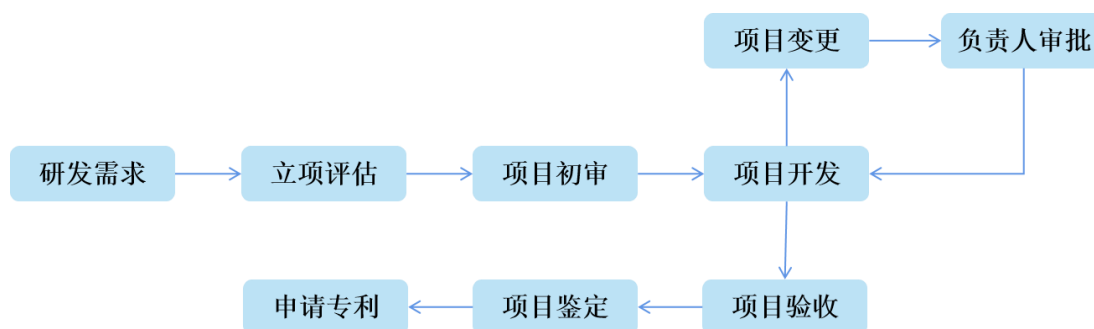 项目变更
负责人审批
研发需求
立项评估
项目初审
项目开发
申请专利
项目鉴定
项目验收